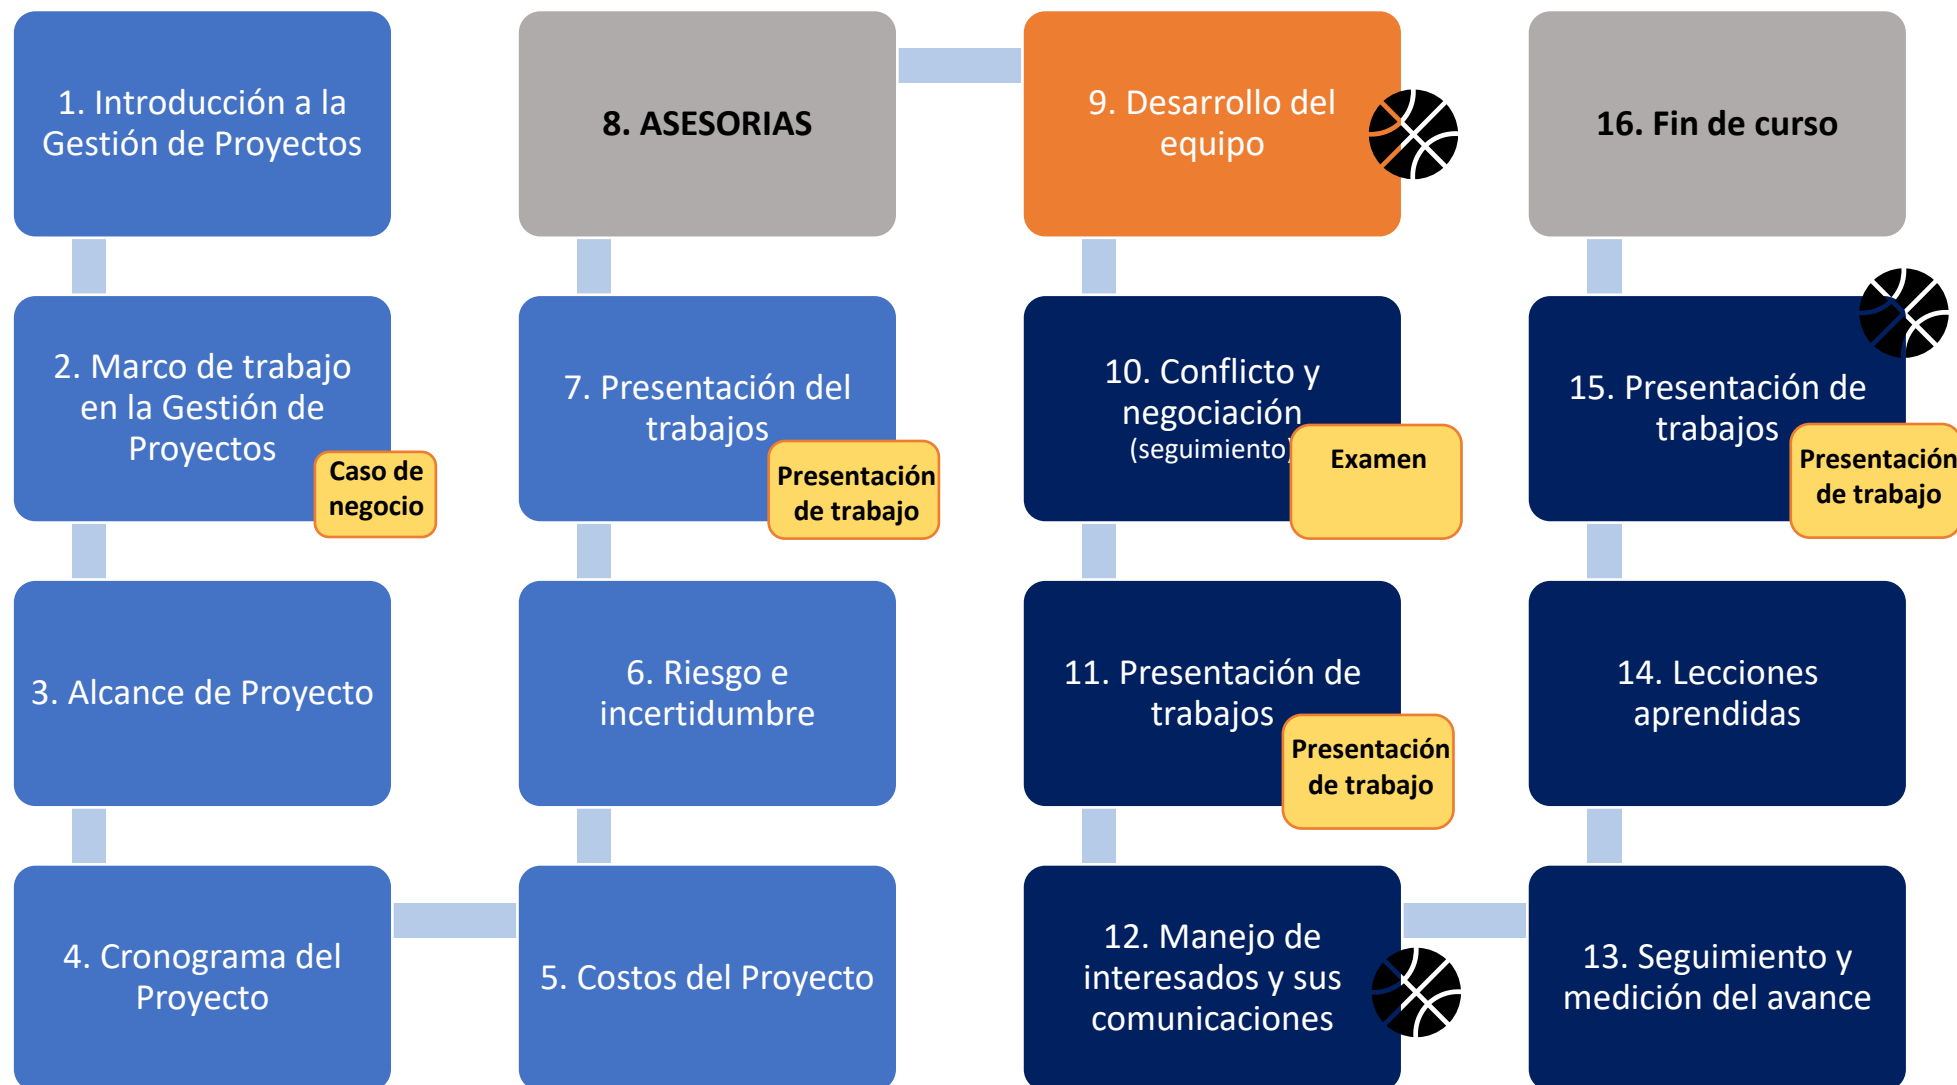 1. Introducción a la
Gestión de Proyectos
2. Marco de trabajo
en la Gestión de
Proyectos
Caso de
negocio
3. Alcance de Proyecto
4. Cronograma del
Proyecto
5. Costos del Proyecto
6. Riesgo e
incertidumbre
7. Presentación del
trabajos
Presentación
de trabajo
8. ASESORIAS
9. Desarrollo del
equipo
10. Conflicto y
negociación
(seguimiento)
Examen
11. Presentación de
trabajos
Presentación
de trabajo
12. Manejo de
interesados y sus
comunicaciones
13. Seguimiento y
medición del avance
14. Lecciones
aprendidas
15. Presentación de
trabajos
Presentación
de trabajo
16. Fin de curso